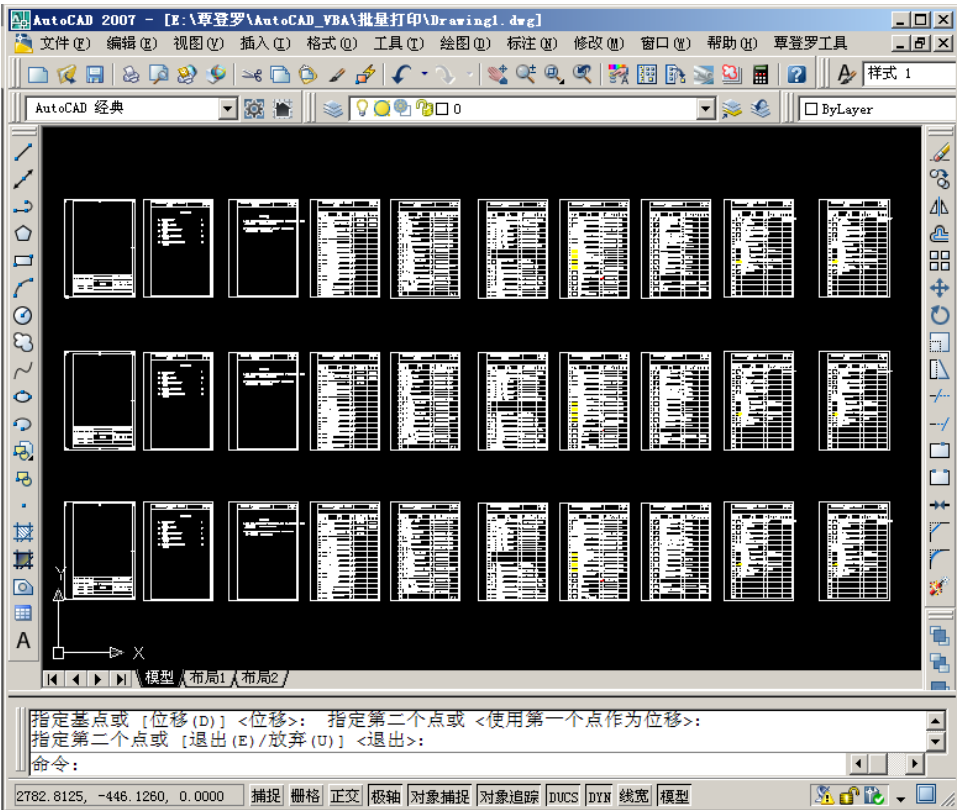 AutoCAD 2007 - [E:\覃登罗\AutoCAD_VBA\批量打印\Drawing1.dwg]
文件(F) 编辑(E) 视图(V) 插入(I) 格式(O) 工具(T) 绘图(D) 标注(N) 修改(M) 窗口(W) 帮助(H) 覃登罗工具
样式 1
AutoCAD 经典 0 ByLayer
A
Y
X
模型 布局1 布局2
指定基点或 [位移(D)] <位移>: 指定第二个点或 <使用第一个点作为位移>:
指定第二个点或 [退出(E)/放弃(U)] <退出>:
命令:
2782.8125, -446.1260, 0.0000 捕捉 栅格 正交 极轴 对象捕捉 对象追踪 DUCS DYN 线宽 模型